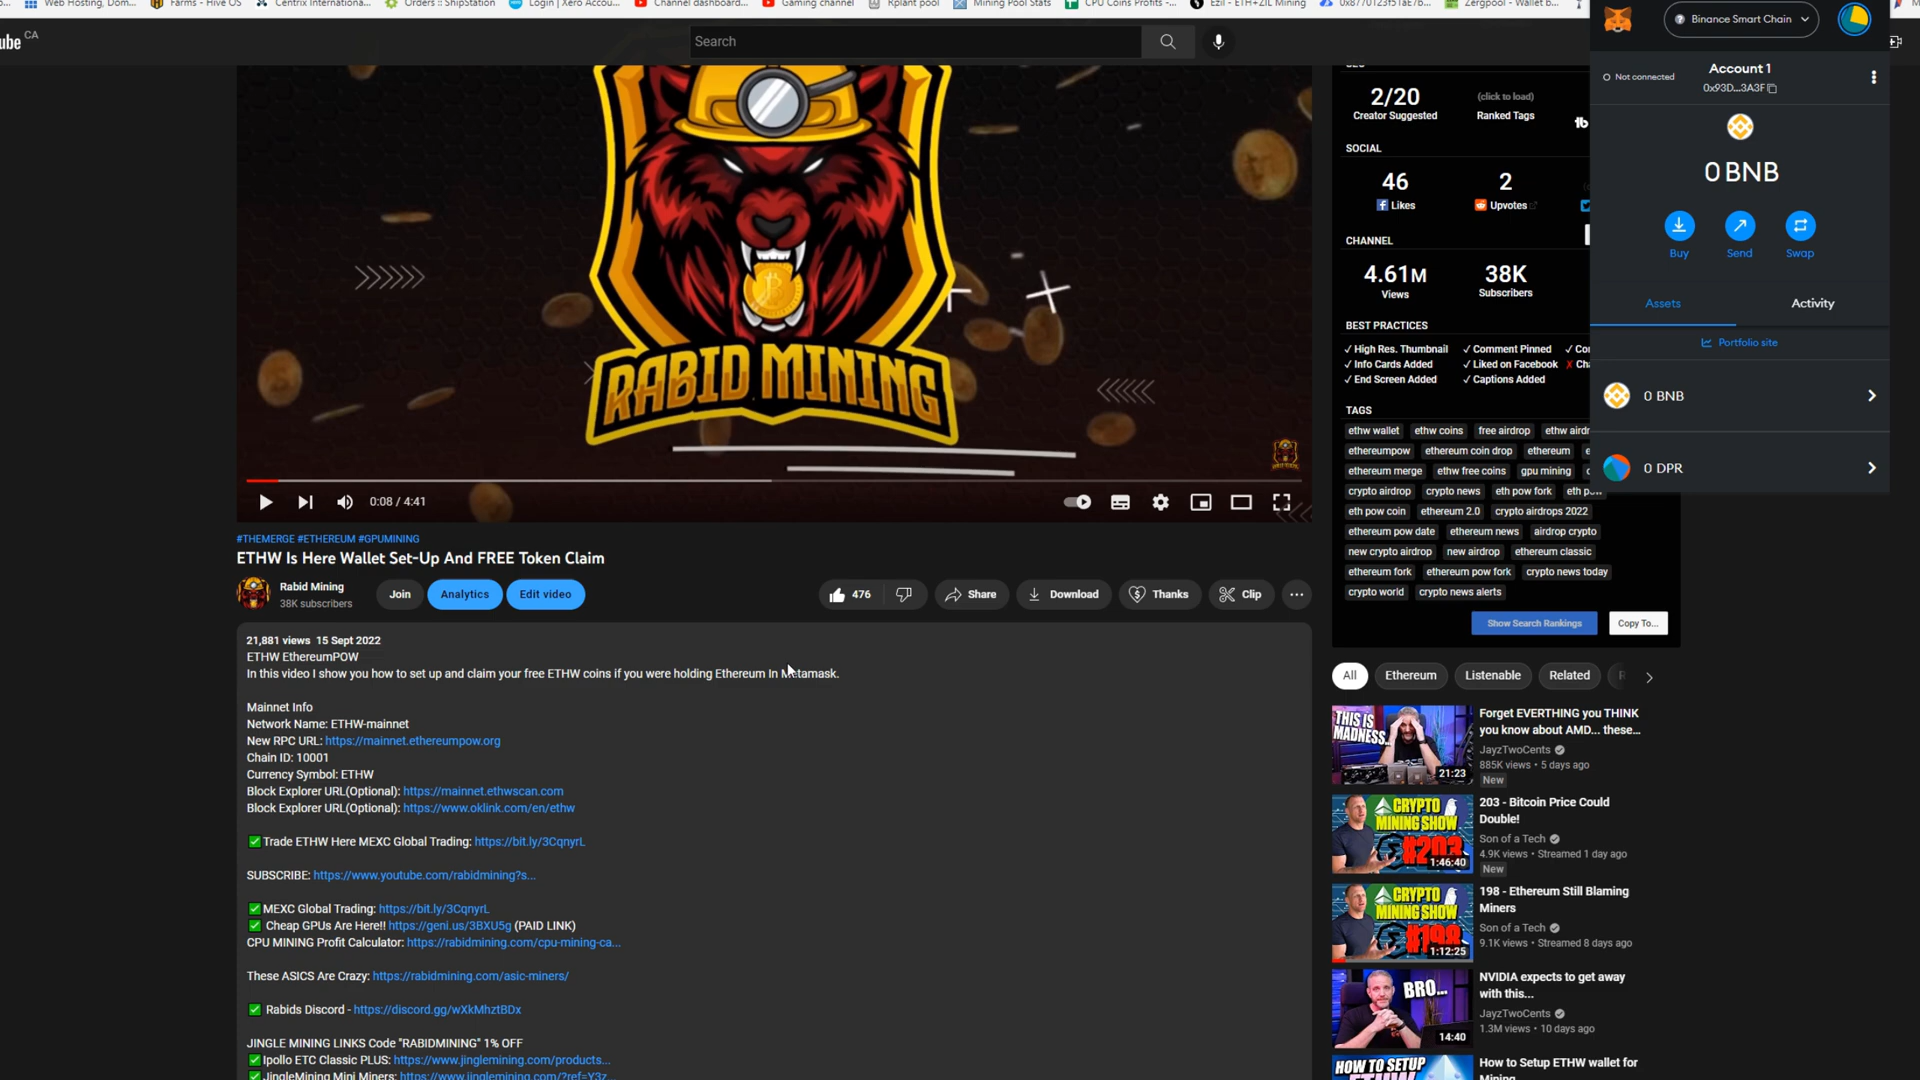 Web Hosting, Dom...
Farms - Hive OS
Centrix Internationa...
Orders :: ShipStation
Login | Xero Accou...
Channel dashboard...
Gaming channel
Rplant pool
Mining Pool Stats
CPU Coins Profits -...
Ezil - ETH+ZIL Mining
0x8770123f51ae7b...
Zergpool - Wallet b...
ube CA
Search
RABID MINING
0:08 / 4:41
#THEMERGE #ETHEREUM #GPUMINING
ETHW Is Here Wallet Set-Up And FREE Token Claim
Rabid Mining
38K subscribers
Join
Analytics
Edit video
476
Share
Download
Thanks
Clip
21,881 views 15 Sept 2022
ETHW EthereumPOW
In this video I show you how to set up and claim your free ETHW coins if you were holding Ethereum In Metamask.
Mainnet Info
Network Name: ETHW-mainnet
New RPC URL: https://mainnet.ethereumpow.org
Chain ID: 10001
Currency Symbol: ETHW
Block Explorer URL(Optional): https://mainnet.ethwscan.com
Block Explorer URL(Optional): https://www.oklink.com/en/ethw
✅Trade ETHW Here MEXC Global Trading: https://bit.ly/3CqnyrL
SUBSCRIBE: https://www.youtube.com/rabidmining?s...
✅ MEXC Global Trading: https://bit.ly/3CqnyrL
✅ Cheap GPUs Are Here!! https://geni.us/3BXU5g (PAID LINK)
CPU MINING Profit Calculator: https://rabidmining.com/cpu-mining-ca...
These ASICS Are Crazy: https://rabidmining.com/asic-miners/
✅ Rabids Discord - https://discord.gg/wXkMhztBDx
JINGLE MINING LINKS Code "RABIDMINING" 1% OFF
✅Ipollo ETC Classic PLUS: https://www.jinglemining.com/products...
✅JingleMining Mini Miners: https://www.jinglemining.com/?ref=Y3z...
2/20
Creator Suggested
(click to load)
Ranked Tags
SOCIAL
46
Likes
2
Upvotes
CHANNEL
4.61M
Views
38K
Subscribers
BEST PRACTICES
✓ High Res. Thumbnail ✓ Comment Pinned ✓
✓ Info Cards Added ✓ Liked on Facebook ✗
✓ End Screen Added ✓ Captions Added
TAGS
ethw wallet ethw coins free airdrop ethw airdr
ethereumpow ethereum coin drop ethereum
ethereum merge ethw free coins gpu mining
crypto airdrop crypto news eth pow fork eth pow
eth pow coin ethereum 2.0 crypto airdrops 2022
ethereum pow date ethereum news airdrop crypto
new crypto airdrop new airdrop ethereum classic
ethereum fork ethereum pow fork crypto news today
crypto world crypto news alerts
Show Search Rankings
Copy To...
Binance Smart Chain
Not connected
Account 1
0x93D...3A3F
0 BNB
Buy
Send
Swap
Assets
Activity
Portfolio site
0 BNB
0 DPR
All
Ethereum
Listenable
Related
THIS IS
MADNESS...
21:23
Forget EVERTHING you THINK
you know about AMD... these...
JayzTwoCents
885K views • 5 days ago
New
CRYPTO
MINING SHOW
#203
1:46:40
203 - Bitcoin Price Could
Double!
Son of a Tech
4.9K views • Streamed 1 day ago
New
CRYPTO
MINING SHOW
#198
1:12:25
198 - Ethereum Still Blaming
Miners
Son of a Tech
9.1K views • Streamed 8 days ago
BRO...
14:40
NVIDIA expects to get away
with this...
JayzTwoCents
1.3M views • 10 days ago
HOW TO SETUP
How to Setup ETHW wallet for
Mining